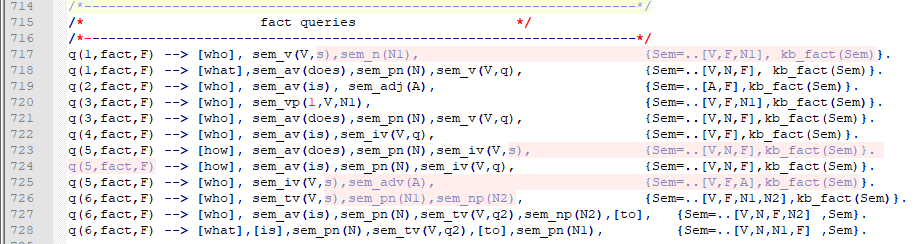 714 /*---------------------------------------------------------------------*/
715 /* fact queries */
716 /*---------------------------------------------------------------------*/
717 q(1,fact,F) --> [who], sem_v(V,s),sem_n(N1), {Sem=..[V,F,N1], kb_fact(Sem)}.
718 q(1,fact,F) --> [what],sem_av(does),sem_pn(N),sem_v(V,q), {Sem=..[V,N,F], kb_fact(Sem)}.
719 q(2,fact,F) --> [who], sem_av(is), sem_adj(A), {Sem=..[A,F],kb_fact(Sem)}.
720 q(3,fact,F) --> [who], sem_vp(1,V,N1), {Sem=..[V,F,N1],kb_fact(Sem)}.
721 q(3,fact,F) --> [who], sem_av(does),sem_pn(N),sem_v(V,q), {Sem=..[V,N,F],kb_fact(Sem)}.
722 q(4,fact,F) --> [who], sem_av(is),sem_iv(V,q), {Sem=..[V,F],kb_fact(Sem)}.
723 q(5,fact,F) --> [how], sem_av(does),sem_pn(N),sem_iv(V,s), {Sem=..[V,N,F],kb_fact(Sem)}.
724 q(5,fact,F) --> [how], sem_av(is),sem_pn(N),sem_iv(V,q), {Sem=..[V,N,F],kb_fact(Sem)}.
725 q(5,fact,F) --> [who], sem_iv(V,s),sem_adv(A), {Sem=..[V,F,A],kb_fact(Sem)}.
726 q(6,fact,F) --> [who], sem_tv(V,s),sem_pn(N1),sem_np(N2), {Sem=..[V,F,N1,N2],kb_fact(Sem)}.
727 q(6,fact,F) --> [who], sem_av(is),sem_pn(N),sem_tv(V,q2),sem_np(N2),[to], {Sem=..[V,N,F,N2] ,Sem}.
728 q(6,fact,F) --> [what],[is],sem_pn(N),sem_tv(V,q2),[to],sem_pn(N1), {Sem=..[V,N,N1,F] ,Sem}.